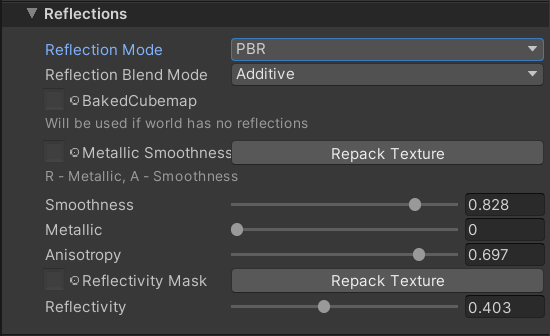 Reflections
Reflection Mode PBR
Reflection Blend Mode Additive
BakedCubemap
Will be used if world has no reflections
Metallic Smoothness Repack Texture
R - Metallic, A - Smoothness
Smoothness 0.828
Metallic 0
Anisotropy 0.697
Reflectivity Mask Repack Texture
Reflectivity 0.403